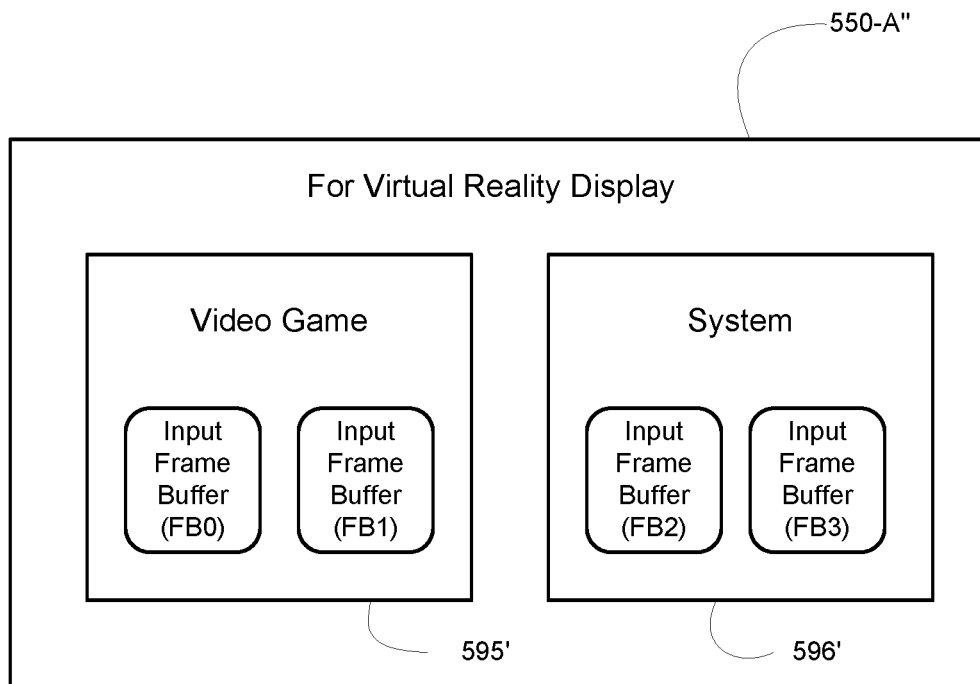 550-A"
For Virtual Reality Display
Video Game
Input
Frame
Buffer
(FB0)
Input
Frame
Buffer
(FB1)
595'
System
Input
Frame
Buffer
(FB2)
Input
Frame
Buffer
(FB3)
596'